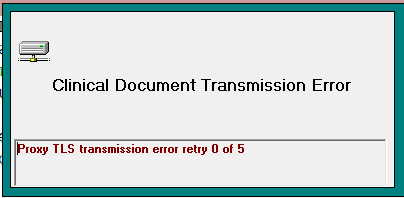 Clinical Document Transmission Error
Proxy TLS transmission error retry 0 of 5